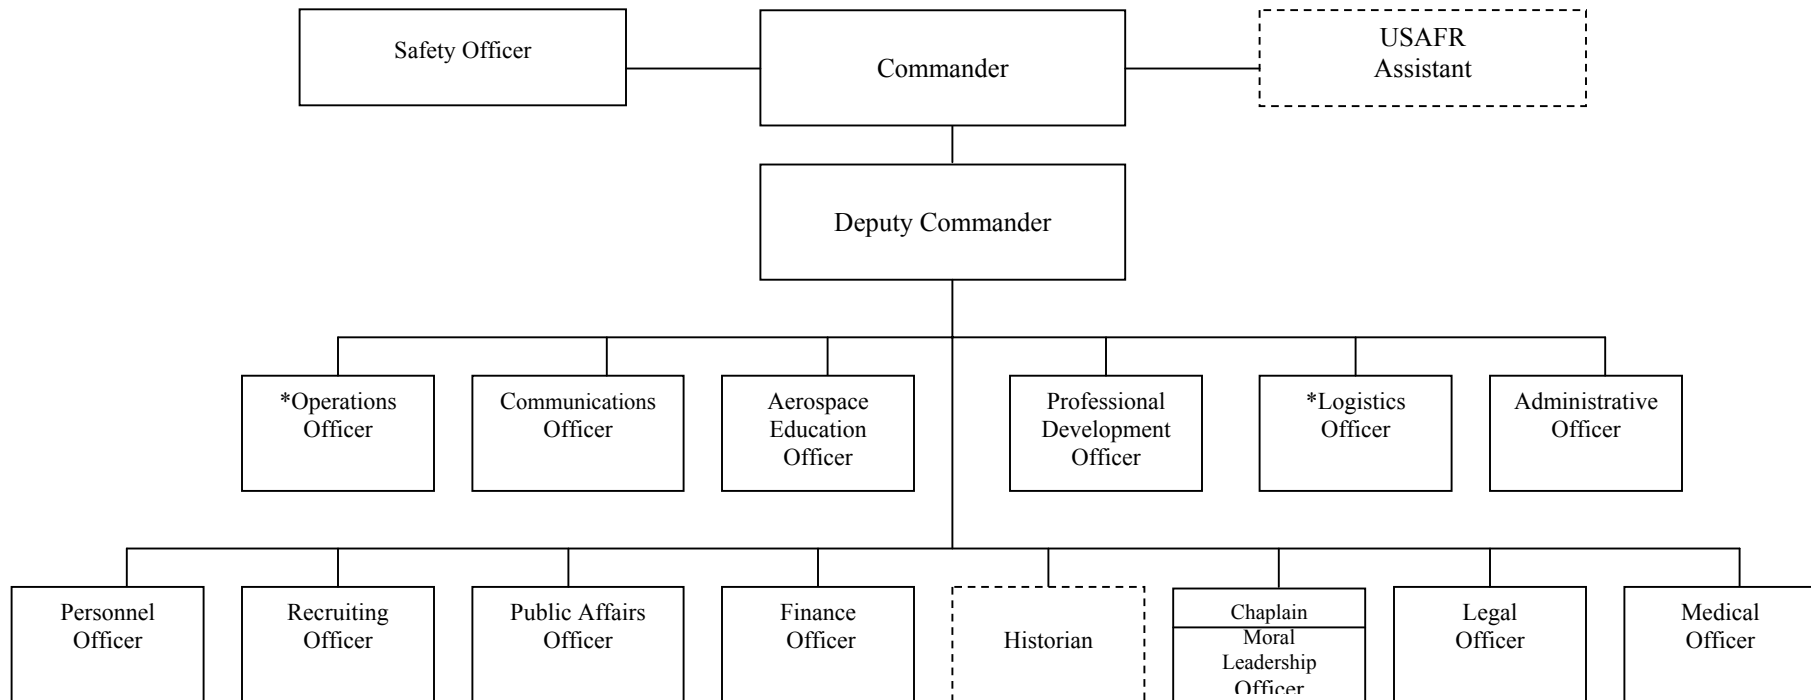 Safety Officer
Commander
USAFR
Assistant
Deputy Commander
*Operations
Officer
Communications
Officer
Aerospace
Education
Officer
Professional
Development
Officer
*Logistics
Officer
Administrative
Officer
Personnel
Officer
Recruiting
Officer
Public Affairs
Officer
Finance
Officer
Historian
Chaplain
Moral
Leadership
Officer
Legal
Officer
Medical
Officer